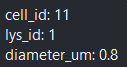 cell_id: 11
lys_id: 1
diameter_um: 0.8